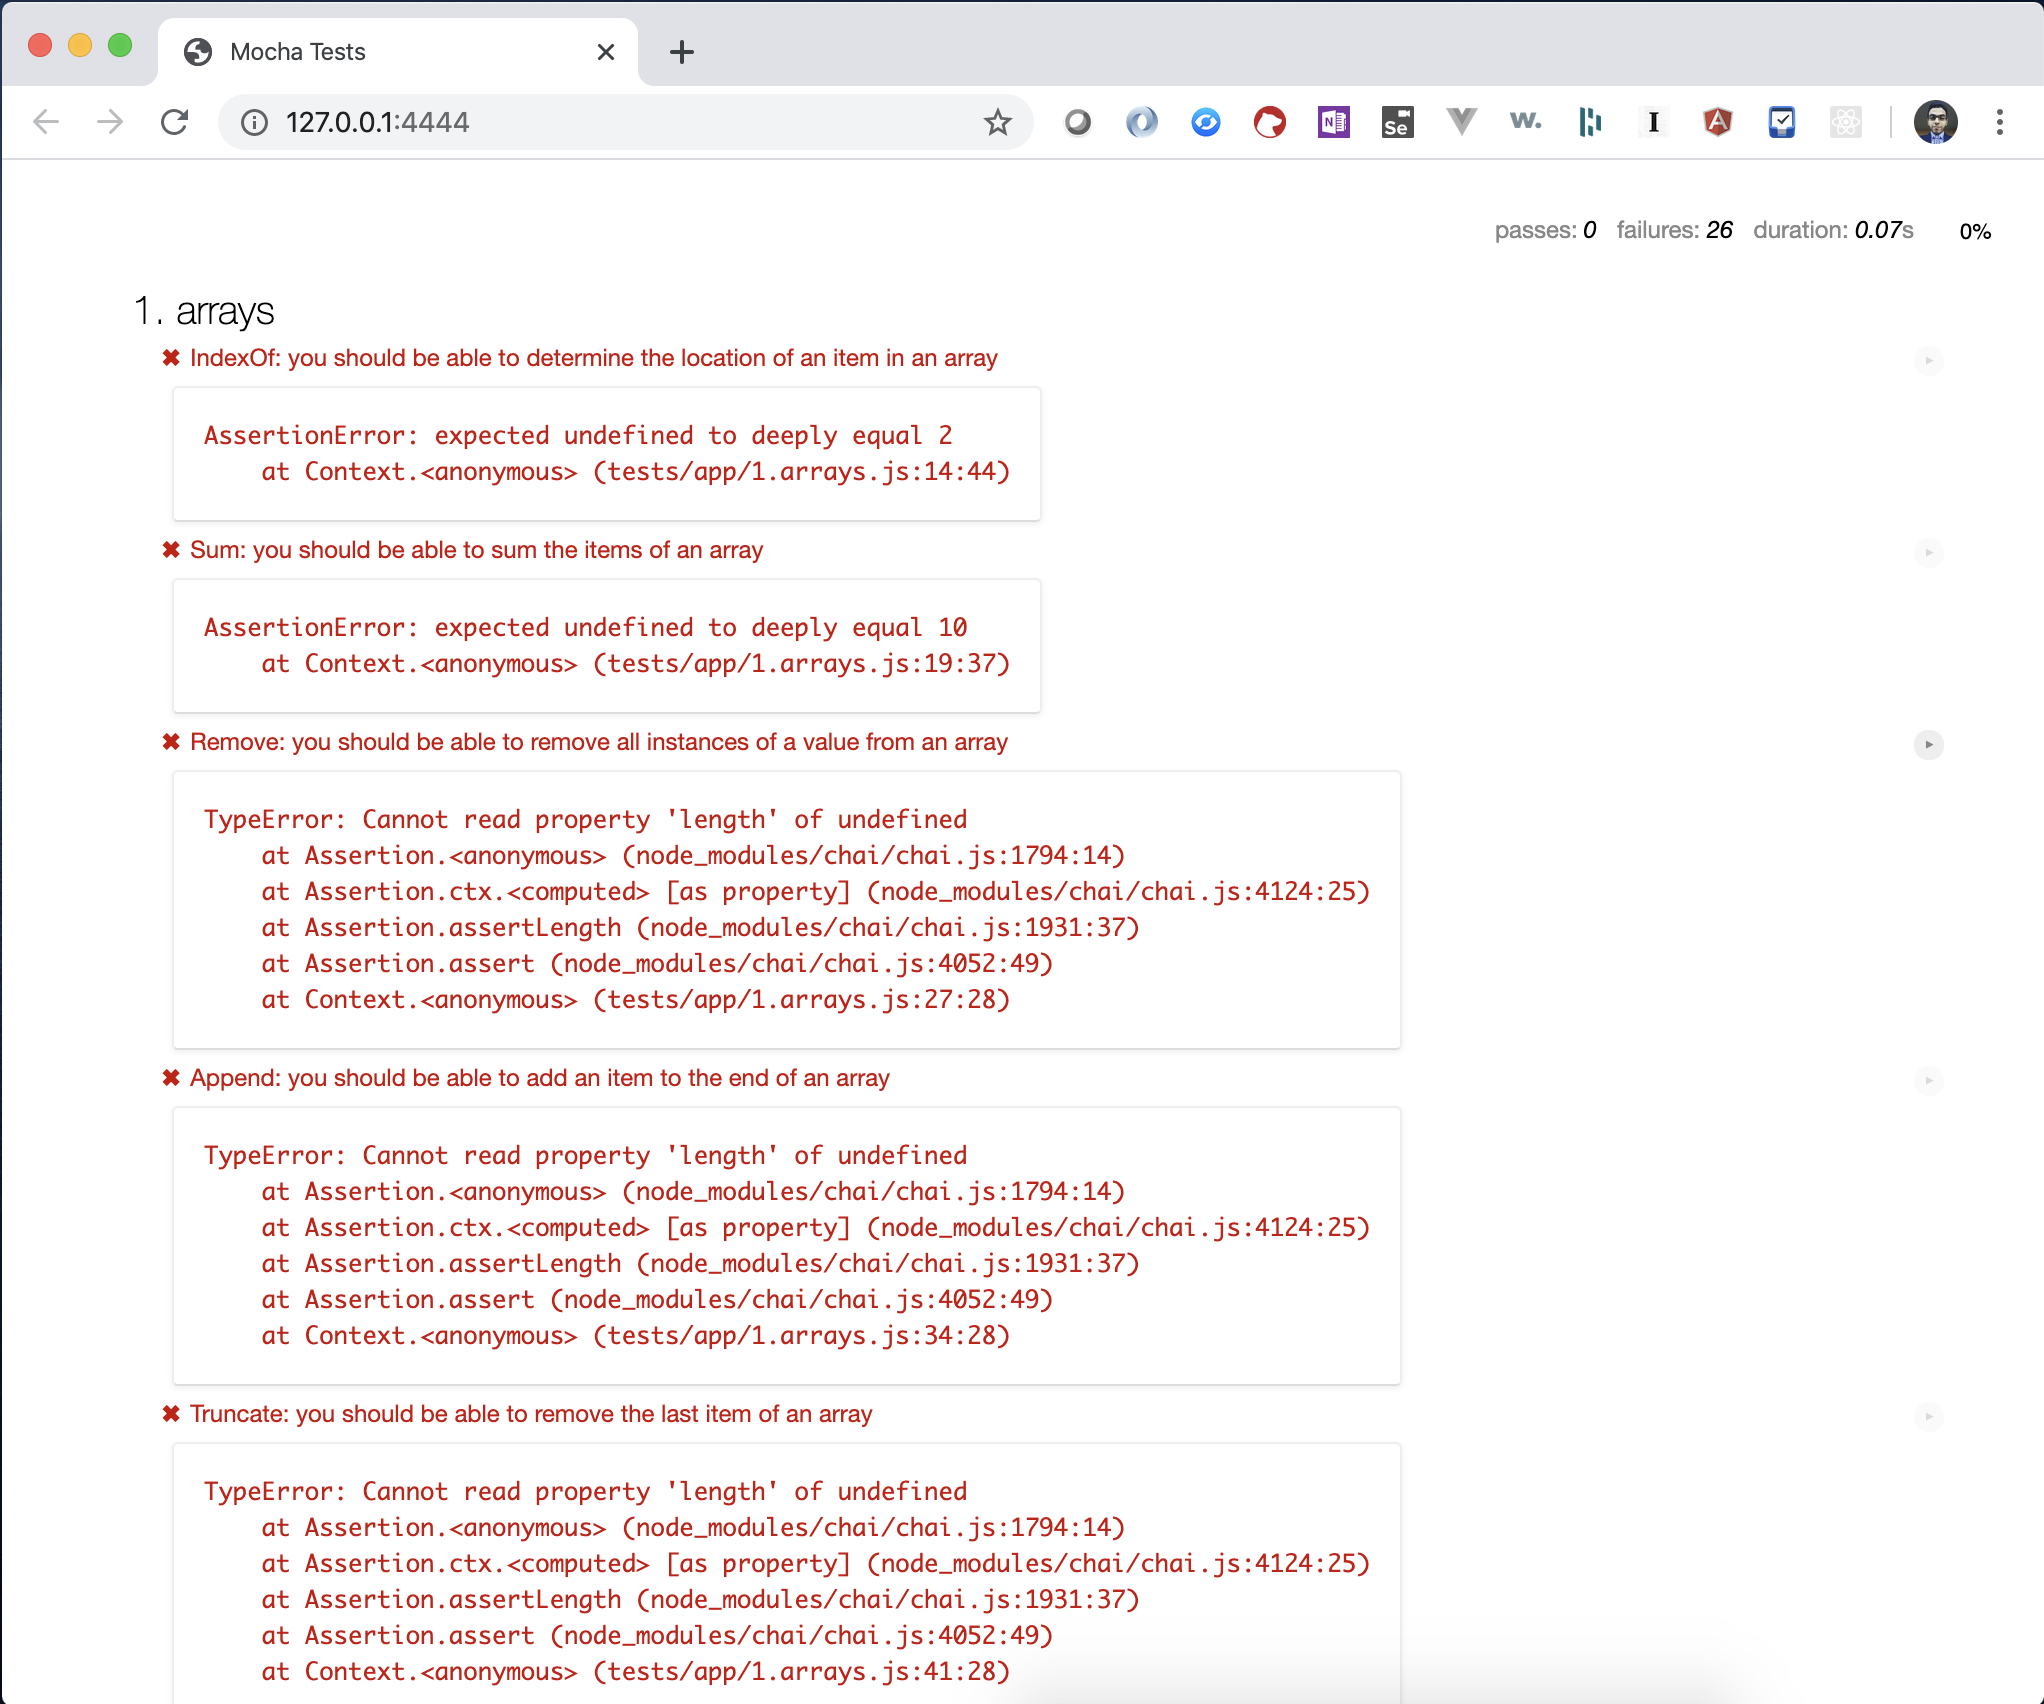 Mocha Tests
127.0.0.1:4444
N
Se
w.
I
A
passes: 0 failures: 26 duration: 0.07s 0%
1. arrays
✖ IndexOf: you should be able to determine the location of an item in an array
AssertionError: expected undefined to deeply equal 2
at Context.<anonymous> (tests/app/1.arrays.js:14:44)
✖ Sum: you should be able to sum the items of an array
AssertionError: expected undefined to deeply equal 10
at Context.<anonymous> (tests/app/1.arrays.js:19:37)
✖ Remove: you should be able to remove all instances of a value from an array
TypeError: Cannot read property 'length' of undefined
at Assertion.<anonymous> (node_modules/chai/chai.js:1794:14)
at Assertion.ctx.<computed> [as property] (node_modules/chai/chai.js:4124:25)
at Assertion.assertLength (node_modules/chai/chai.js:1931:37)
at Assertion.assert (node_modules/chai/chai.js:4052:49)
at Context.<anonymous> (tests/app/1.arrays.js:27:28)
✖ Append: you should be able to add an item to the end of an array
TypeError: Cannot read property 'length' of undefined
at Assertion.<anonymous> (node_modules/chai/chai.js:1794:14)
at Assertion.ctx.<computed> [as property] (node_modules/chai/chai.js:4124:25)
at Assertion.assertLength (node_modules/chai/chai.js:1931:37)
at Assertion.assert (node_modules/chai/chai.js:4052:49)
at Context.<anonymous> (tests/app/1.arrays.js:34:28)
✖ Truncate: you should be able to remove the last item of an array
TypeError: Cannot read property 'length' of undefined
at Assertion.<anonymous> (node_modules/chai/chai.js:1794:14)
at Assertion.ctx.<computed> [as property] (node_modules/chai/chai.js:4124:25)
at Assertion.assertLength (node_modules/chai/chai.js:1931:37)
at Assertion.assert (node_modules/chai/chai.js:4052:49)
at Context.<anonymous> (tests/app/1.arrays.js:41:28)